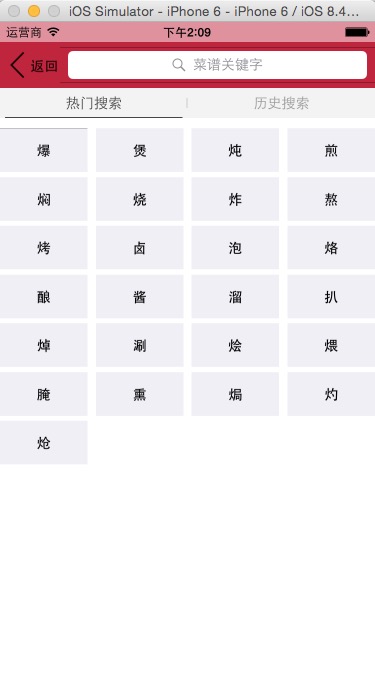 iOS Simulator - iPhone 6 - iPhone 6 / iOS 8.4...
运营商 下午2:09
返回 菜谱关键字
热门搜索 历史搜索
爆 煲 炖 煎
焖 烧 炸 熬
烤 卤 泡 烙
酿 酱 溜 扒
焯 涮 烩 煨
腌 熏 焗 灼
炝